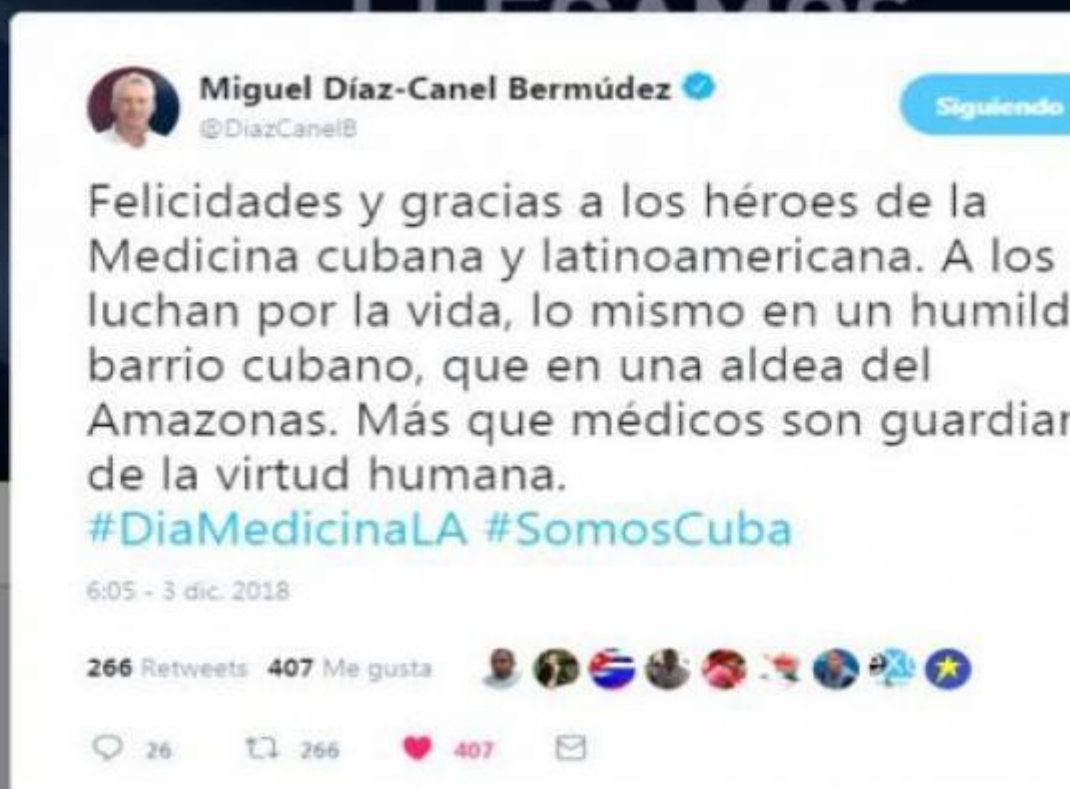 Miguel Díaz-Canel Bermúdez
@DiazCanelB
Siguiendo
Felicidades y gracias a los héroes de la
Medicina cubana y latinoamericana. A los
luchan por la vida, lo mismo en un humild
barrio cubano, que en una aldea del
Amazonas. Más que médicos son guardian
de la virtud humana.
#DiaMedicinaLA #SomosCuba
6:05 - 3 dic. 2018
266 Retweets 407 Me gusta
26 266 407